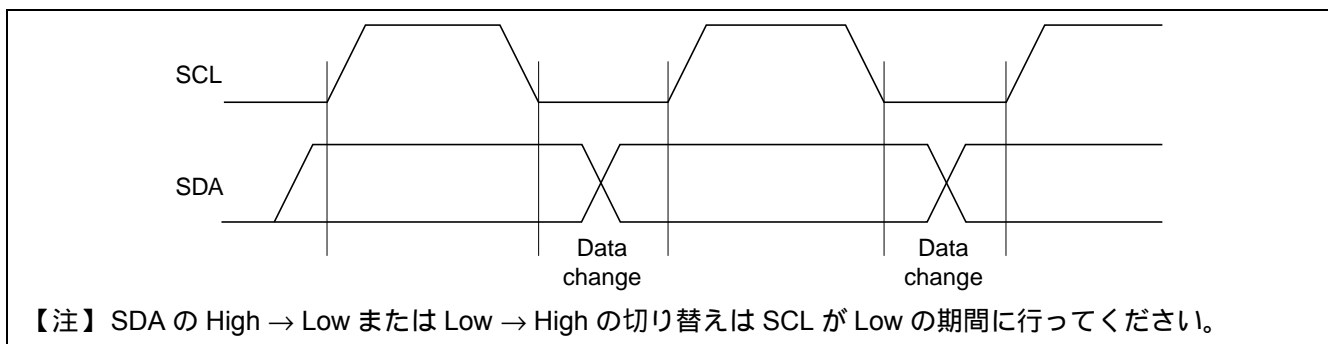 SCL
SDA
Data
change
Data
change
【注】SDA の High → Low または Low → High の切り替えは SCL が Low の期間に行ってください。